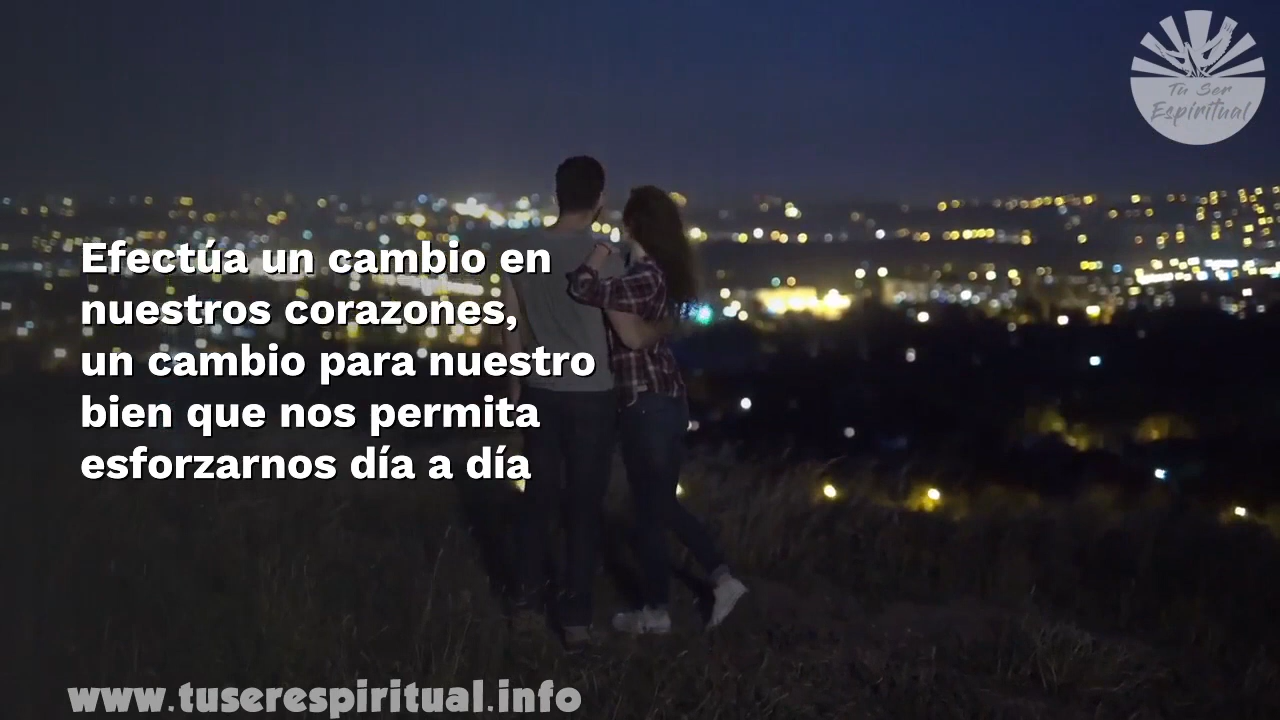 Tu Ser
Espiritual
Efectúa un cambio en
nuestros corazones,
un cambio para nuestro
bien que nos permita
esforzarnos día a día
www.tuserespiritual.info